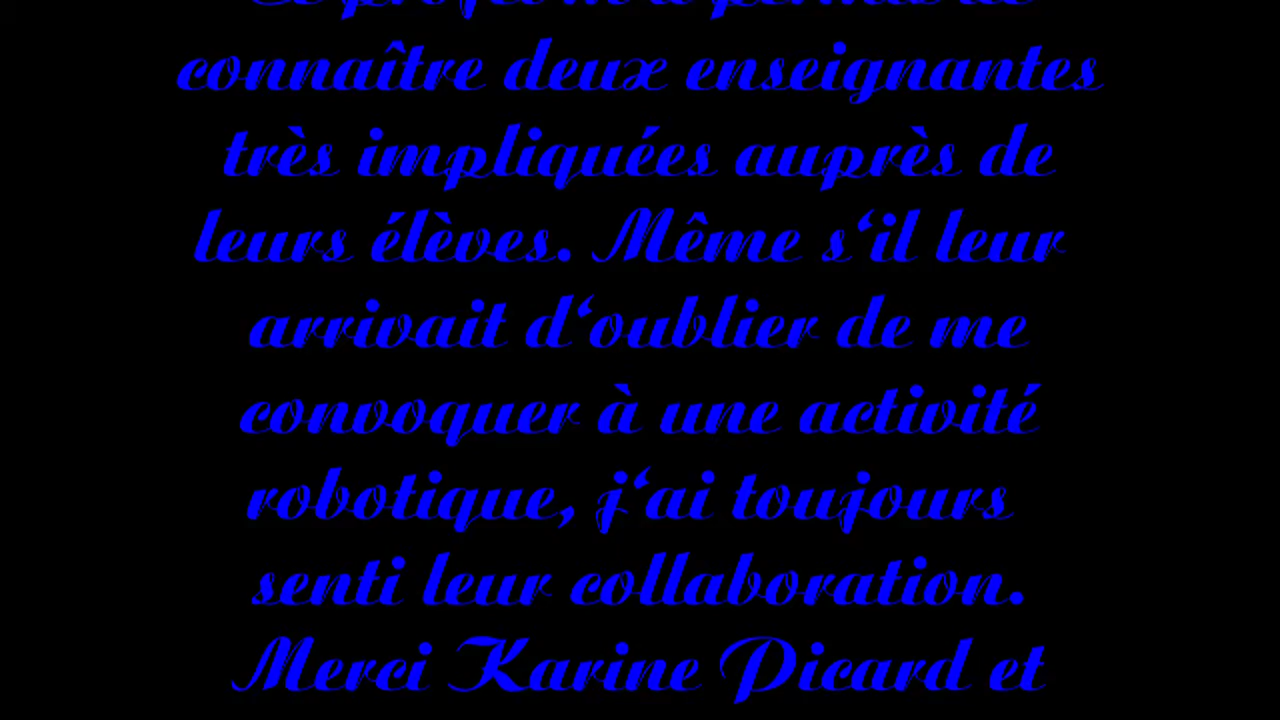 connaître deux enseignantes
très impliquées auprès de
leurs élèves. Même s‘il leur
arrivait d‘oublier de me
convoquer à une activité
robotique, j‘ai toujours
senti leur collaboration.
Merci Karine Picard et